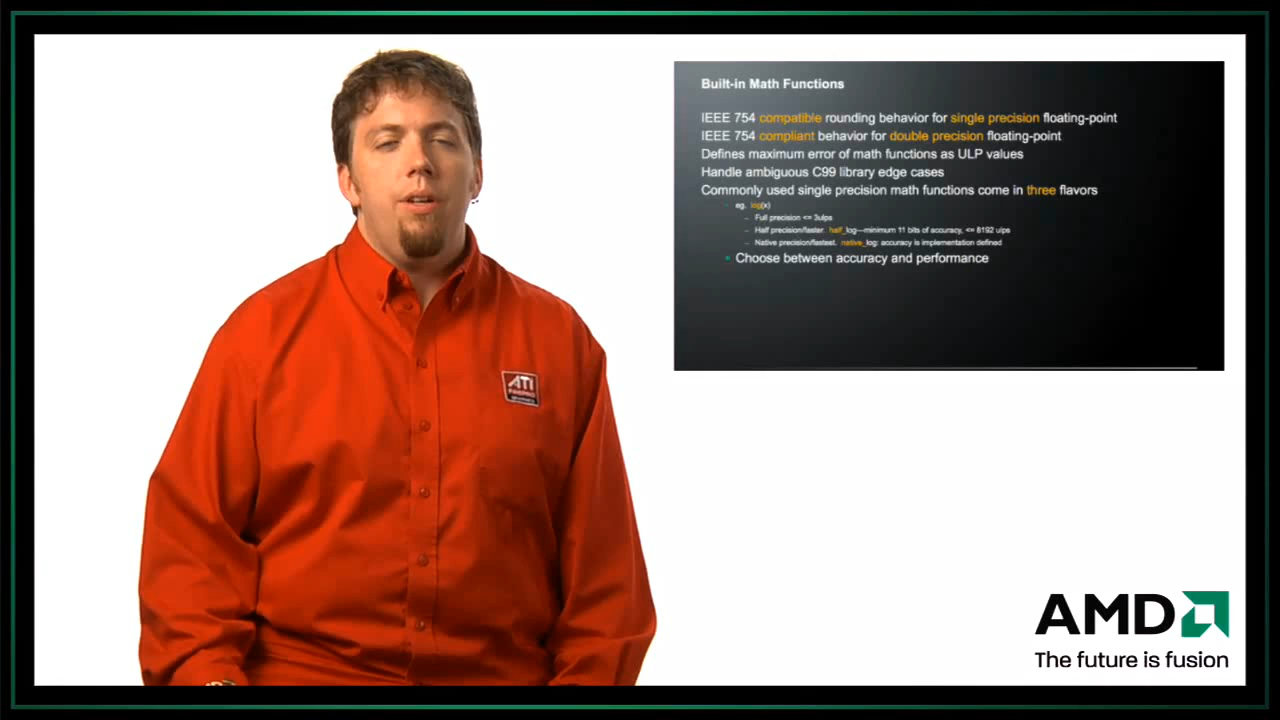 Built-in Math Functions
IEEE 754 compatible rounding behavior for single precision floating-point
IEEE 754 compliant behavior for double precision floating-point
Defines maximum error of math functions as ULP values
Handle ambiguous C99 library edge cases
Commonly used single precision math functions come in three flavors
eg. log(x)
– Full precision <= 3ulps
– Half precision/faster. half_log—minimum 11 bits of accuracy, <= 8192 ulps
– Native precision/fastest. native_log: accuracy is implementation defined
• Choose between accuracy and performance
ATI
AMD
The future is fusion